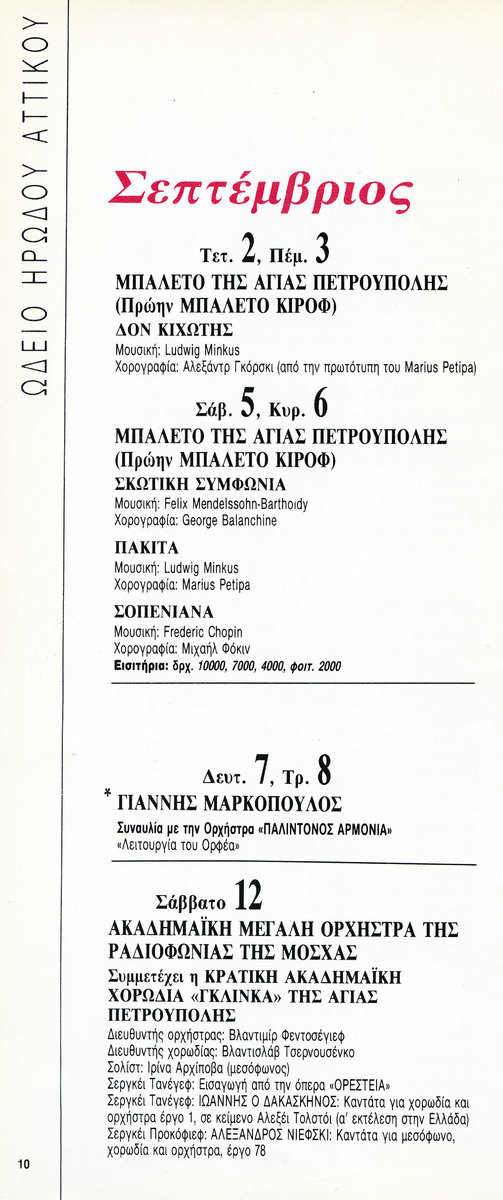 ΩΔΕΙΟ ΗΡΩΔΟΥ ΑΤΤΙΚΟΥ
Σεπτέμβριος
Τετ. 2, Πέμ. 3
ΜΠΑΛΕΤΟ ΤΗΣ ΑΓΙΑΣ ΠΕΤΡΟΥΠΟΛΗΣ
(Πρώην ΜΠΑΛΕΤΟ ΚΙΡΟΦ)
ΔΟΝ ΚΙΧΩΤΗΣ
Μουσική: Ludwig Minkus
Χορογραφία: Αλεξάντρ Γκόρσκι (από την πρωτότυπη του Marius Petipa)
Σάβ. 5, Κυρ. 6
ΜΠΑΛΕΤΟ ΤΗΣ ΑΓΙΑΣ ΠΕΤΡΟΥΠΟΛΗΣ
(Πρώην ΜΠΑΛΕΤΟ ΚΙΡΟΦ)
ΣΚΩΤΙΚΗ ΣΥΜΦΩΝΙΑ
Μουσική: Felix Mendelssohn-Barthoιdy
Χορογραφία: George Balanchine
ΠΑΚΙΤΑ
Μουσική: Ludwig Minkus
Χορογραφία: Marius Petipa
ΣΟΠΕΝΙΑΝΑ
Μουσική: Frederic Chopin
Χορογραφία: Μιχαήλ Φόκιν
Εισιτήρια: δρχ. 10000, 7000, 4000, φοιτ. 2000
Δευτ. 7, Τρ. 8
* ΓΙΑΝΝΗΣ ΜΑΡΚΟΠΟΥΛΟΣ
Συναυλία με την Ορχήστρα «ΠΑΛΙΝΤΟΝΟΣ ΑΡΜΟΝΙΑ»
«Λειτουργία του Ορφέα»
Σάββατο 12
ΑΚΑΔΗΜΑΪΚΗ ΜΕΓΑΛΗ ΟΡΧΗΣΤΡΑ ΤΗΣ
ΡΑΔΙΟΦΩΝΙΑΣ ΤΗΣ ΜΟΣΧΑΣ
Συμμετέχει η ΚΡΑΤΙΚΗ ΑΚΑΔΗΜΑΪΚΗ
ΧΟΡΩΔΙΑ «ΓΚΛΙΝΚΑ» ΤΗΣ ΑΓΙΑΣ
ΠΕΤΡΟΥΠΟΛΗΣ
Διευθυντής ορχήστρας: Βλαντιμίρ Φεντοσέγιεφ
Διευθυντής χορωδίας: Βλαντισλάβ Τσερνουσένκο
Σολίστ: Ιρίνα Αρχίποβα (μεσόφωνος)
Σεργκέι Τανέγεφ: Εισαγωγή από την όπερα «ΟΡΕΣΤΕΙΑ»
Σεργκέι Τανέγεφ: ΙΩΑΝΝΗΣ Ο ΔΑΚΑΣΚΗΝΟΣ: Καντάτα για χορωδία και
ορχήστρα έργο 1, σε κείμενο Αλεξέι Τολστόι (α' εκτέλεση στην Ελλάδα)
Σεργκέι Προκόφιεφ: ΑΛΕΞΑΝΔΡΟΣ ΝΙΕΦΣΚΙ: Καντάτα για μεσόφωνο,
χορωδία και ορχήστρα, έργο 78
10